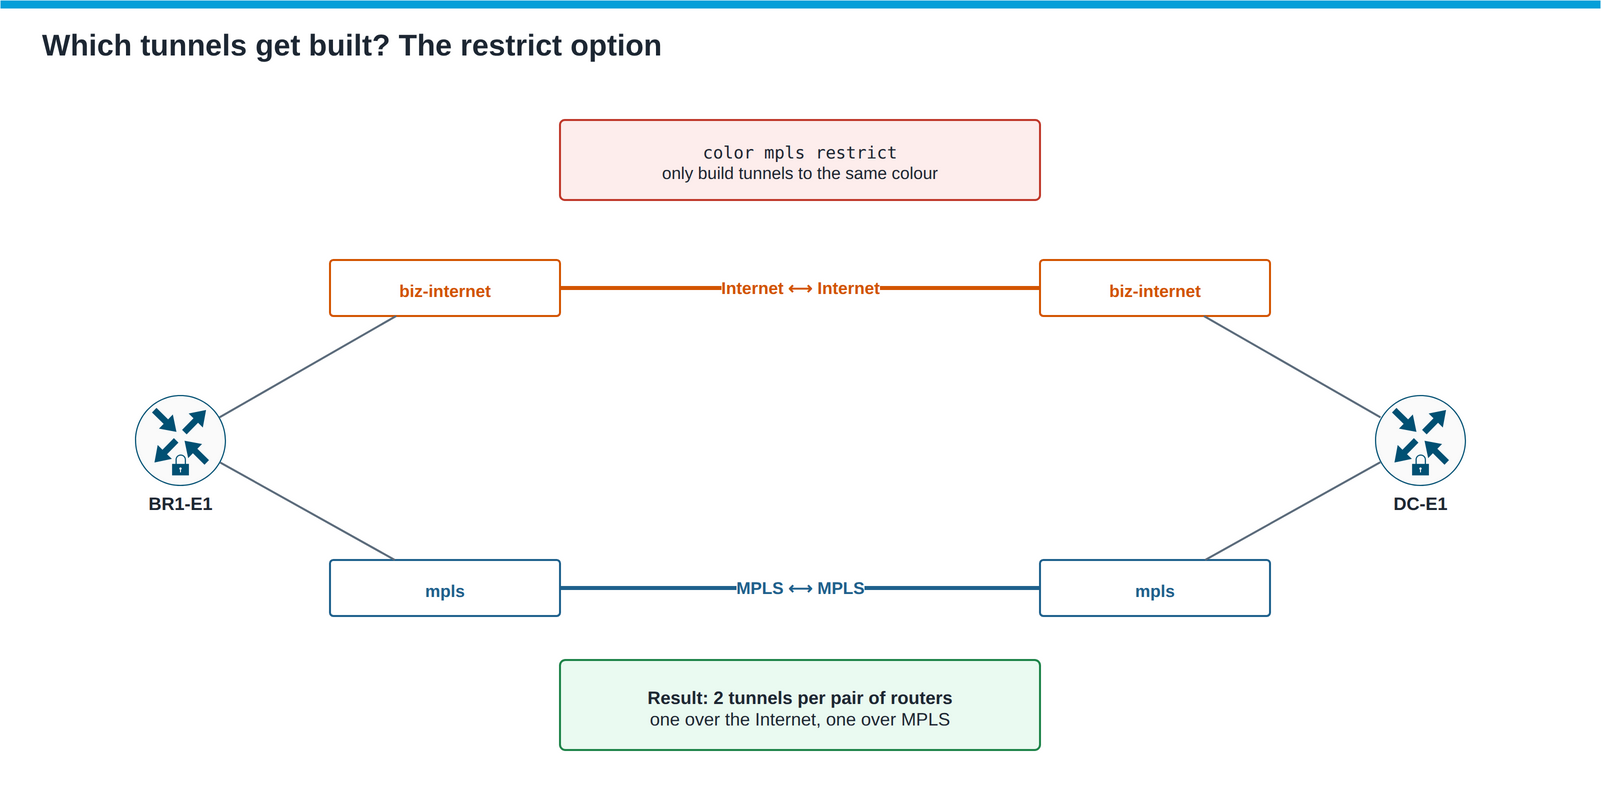 Which tunnels get built? The restrict option
color mpls restrict
only build tunnels to the same colour
biz-internet
Internet ⟷ Internet
biz-internet
BR1-E1
DC-E1
mpls
MPLS ⟷ MPLS
mpls
Result: 2 tunnels per pair of routers
one over the Internet, one over MPLS